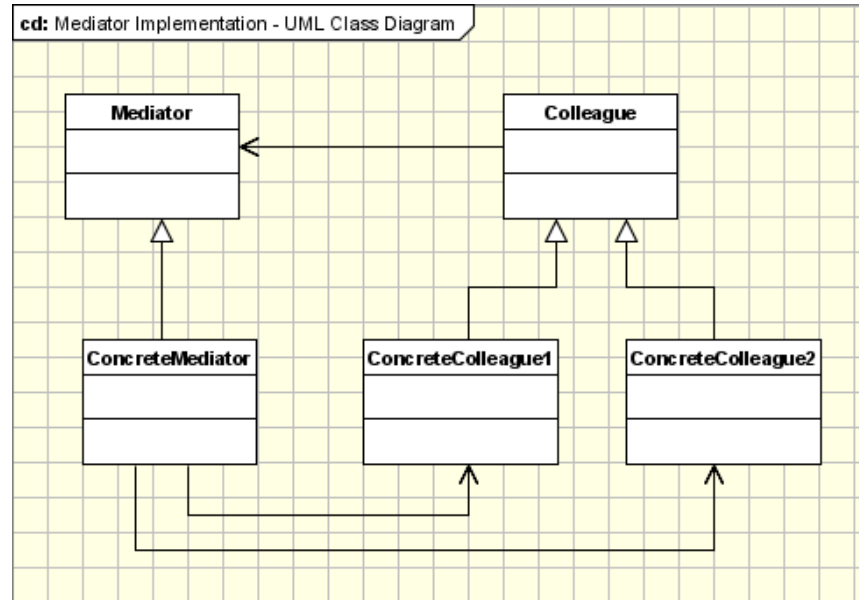 cd: Mediator Implementation - UML Class Diagram
Mediator
Colleague
ConcreteMediator
ConcreteColleague1
ConcreteColleague2